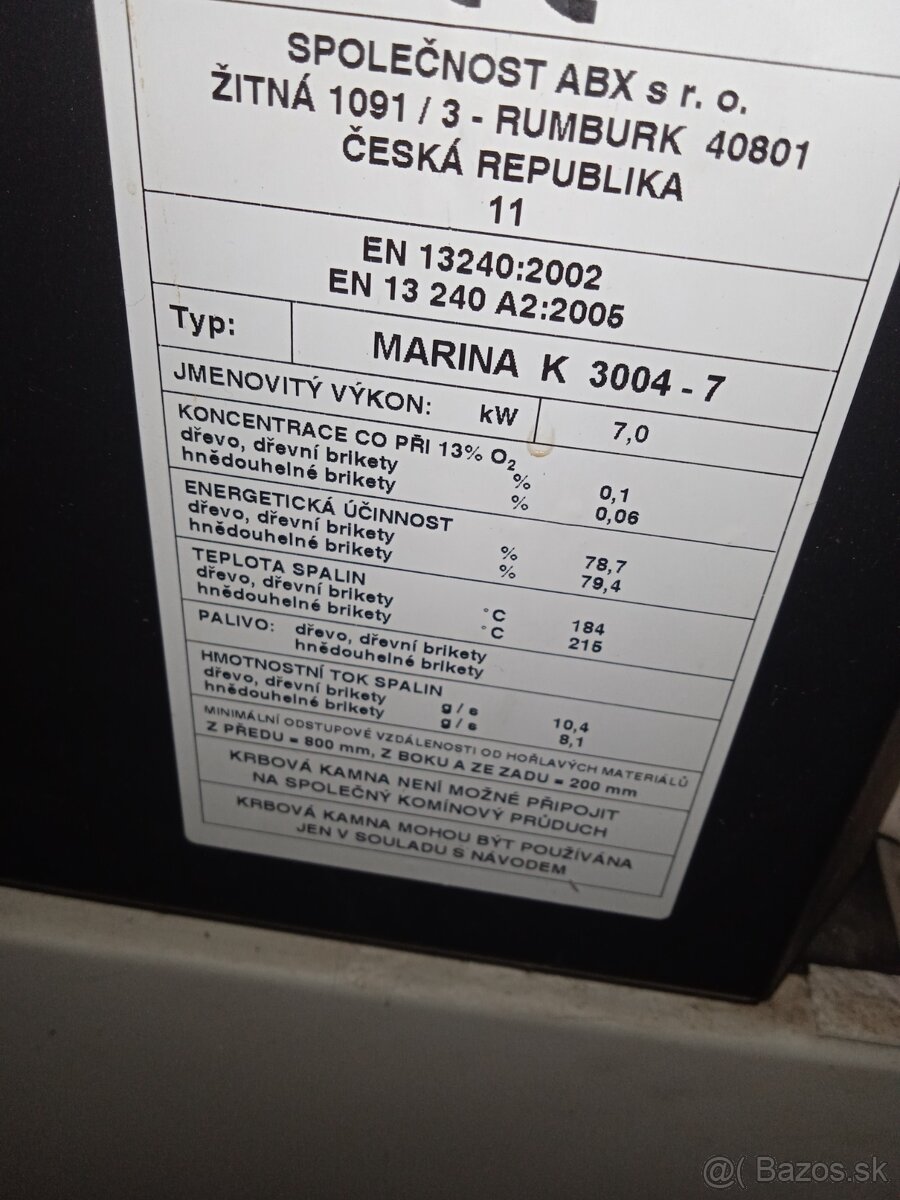 SPOLEČNOST ABX s r. o.
ŽITNÁ 1091 / 3 - RUMBURK 40801
ČESKÁ REPUBLIKA
11
EN 13240:2002
EN 13 240 A2:2005
Typ: MARINA K 3004 - 7
JMENOVITÝ VÝKON: kW 7,0
KONCENTRACE CO PŘI 13% O2
dřevo, dřevní brikety % 0,1
hnědouhelné brikety % 0,06
ENERGETICKÁ ÚČINNOST
dřevo, dřevní brikety % 78,7
hnědouhelné brikety % 79,4
TEPLOTA SPALIN
dřevo, dřevní brikety °C 184
hnědouhelné brikety °C 215
PALIVO: dřevo, dřevní brikety
hnědouhelné brikety
HMOTNOSTNÍ TOK SPALIN
dřevo, dřevní brikety g / s 10,4
hnědouhelné brikety g / s 8,1
MINIMÁLNÍ ODSTUPOVÉ VZDÁLENOSTI OD HOŘLAVÝCH MATERIÁLŮ
Z PŘEDU = 800 mm, Z BOKU A ZE ZADU = 200 mm
KRBOVÁ KAMNA NENÍ MOŽNÉ PŘIPOJIT
NA SPOLEČNÝ KOMÍNOVÝ PRŮDUCH
KRBOVÁ KAMNA MOHOU BÝT POUŽÍVÁNA
JEN V SOULADU S NÁVODEM
@( Bazos.sk